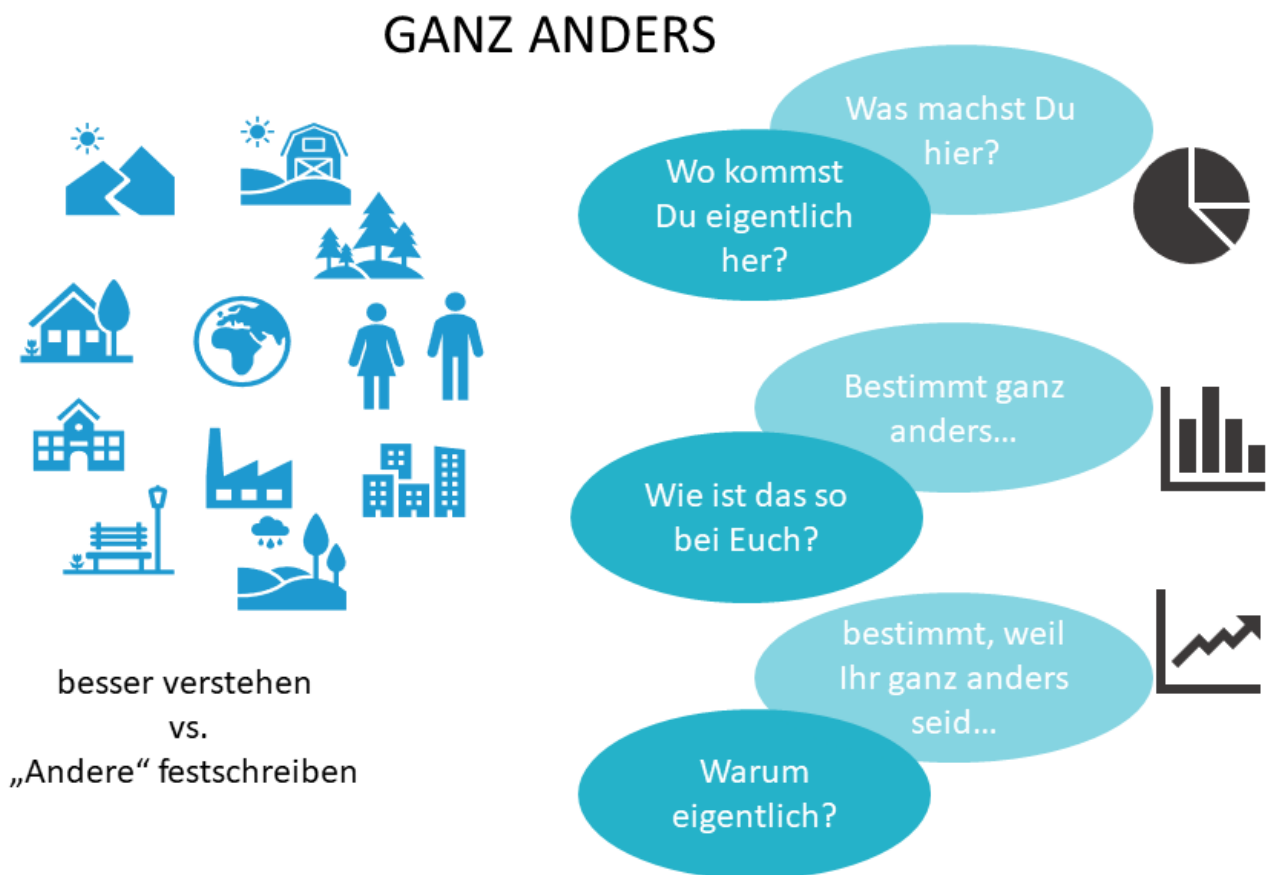 GANZ ANDERS
Was machst Du
hier?
Wo kommst
Du eigentlich
her?
Bestimmt ganz
anders...
Wie ist das so
bei Euch?
bestimmt, weil
Ihr ganz anders
seid...
Warum
eigentlich?
besser verstehen
vs.
„Andere“ festschreiben